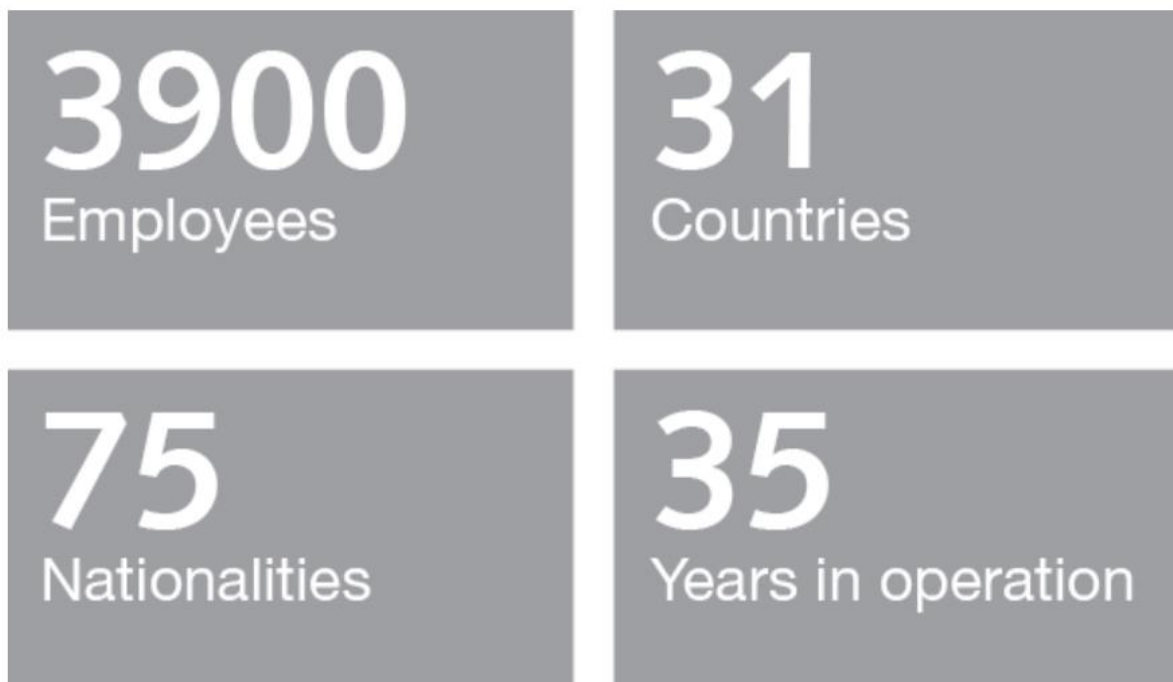 3900
Employees
31
Countries
75
Nationalities
35
Years in operation